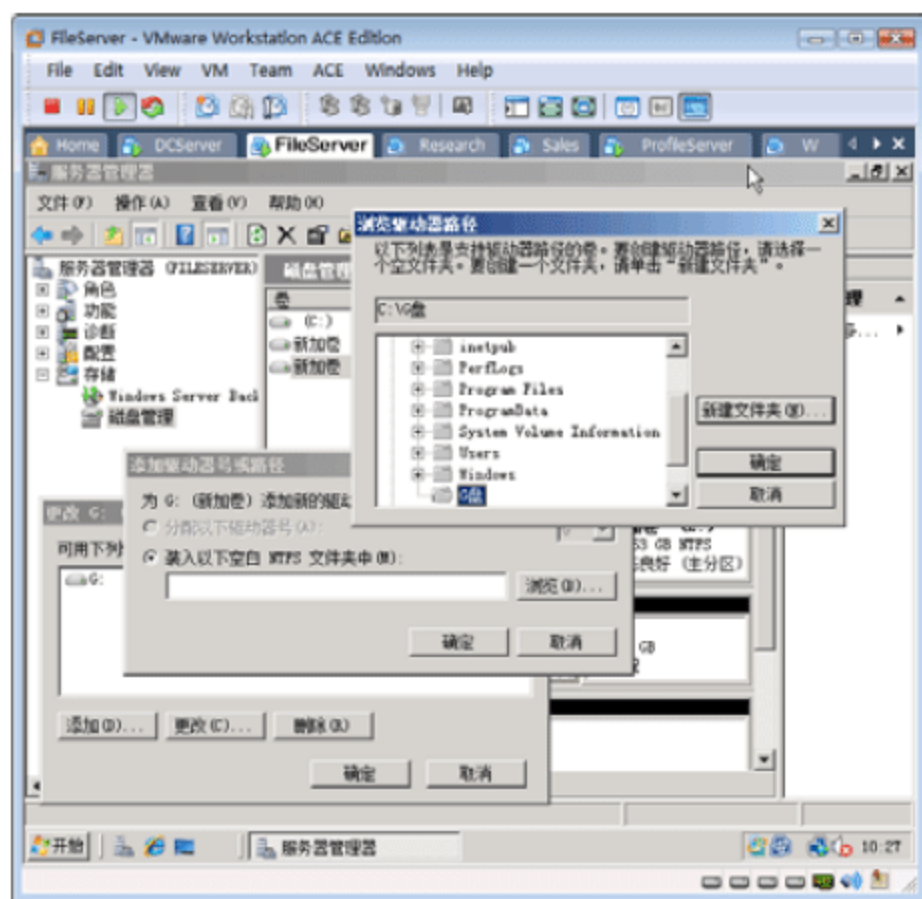 FileServer - VMware Workstation ACE Edition
File Edit View VM Team ACE Windows Help
Home DCServer FileServer Research Sales ProfileServer W
服务器管理器
文件(F) 操作(A) 查看(V) 帮助(H)
服务器管理器 (FILESERVER)
角色
功能
诊断
配置
存储
Windows Server Back
磁盘管理
磁盘管理
卷
(C:)
新加卷
新加卷
浏览驱动器路径
以下列表是支持驱动器路径的卷。要创建驱动器路径，请选择一
个空文件夹。要创建一个文件夹，请单击“新建文件夹”。
C:\G盘
inetpub
PerfLogs
Program Files
ProgramData
System Volume Information
Users
Windows
G盘
新建文件夹(N)...
确定
取消
添加驱动器号或路径
为 G: (新加卷) 添加新的驱动
分配以下驱动器号(A):
装入以下空白 NTFS 文件夹中(M):
浏览(B)...
确定 取消
更改 G:
可用下列
G:
添加(D)... 更改(C)... 删除(R)
确定 取消
53 GB NTFS
良好 (主分区)
GB
开始 服务器管理器 10:27